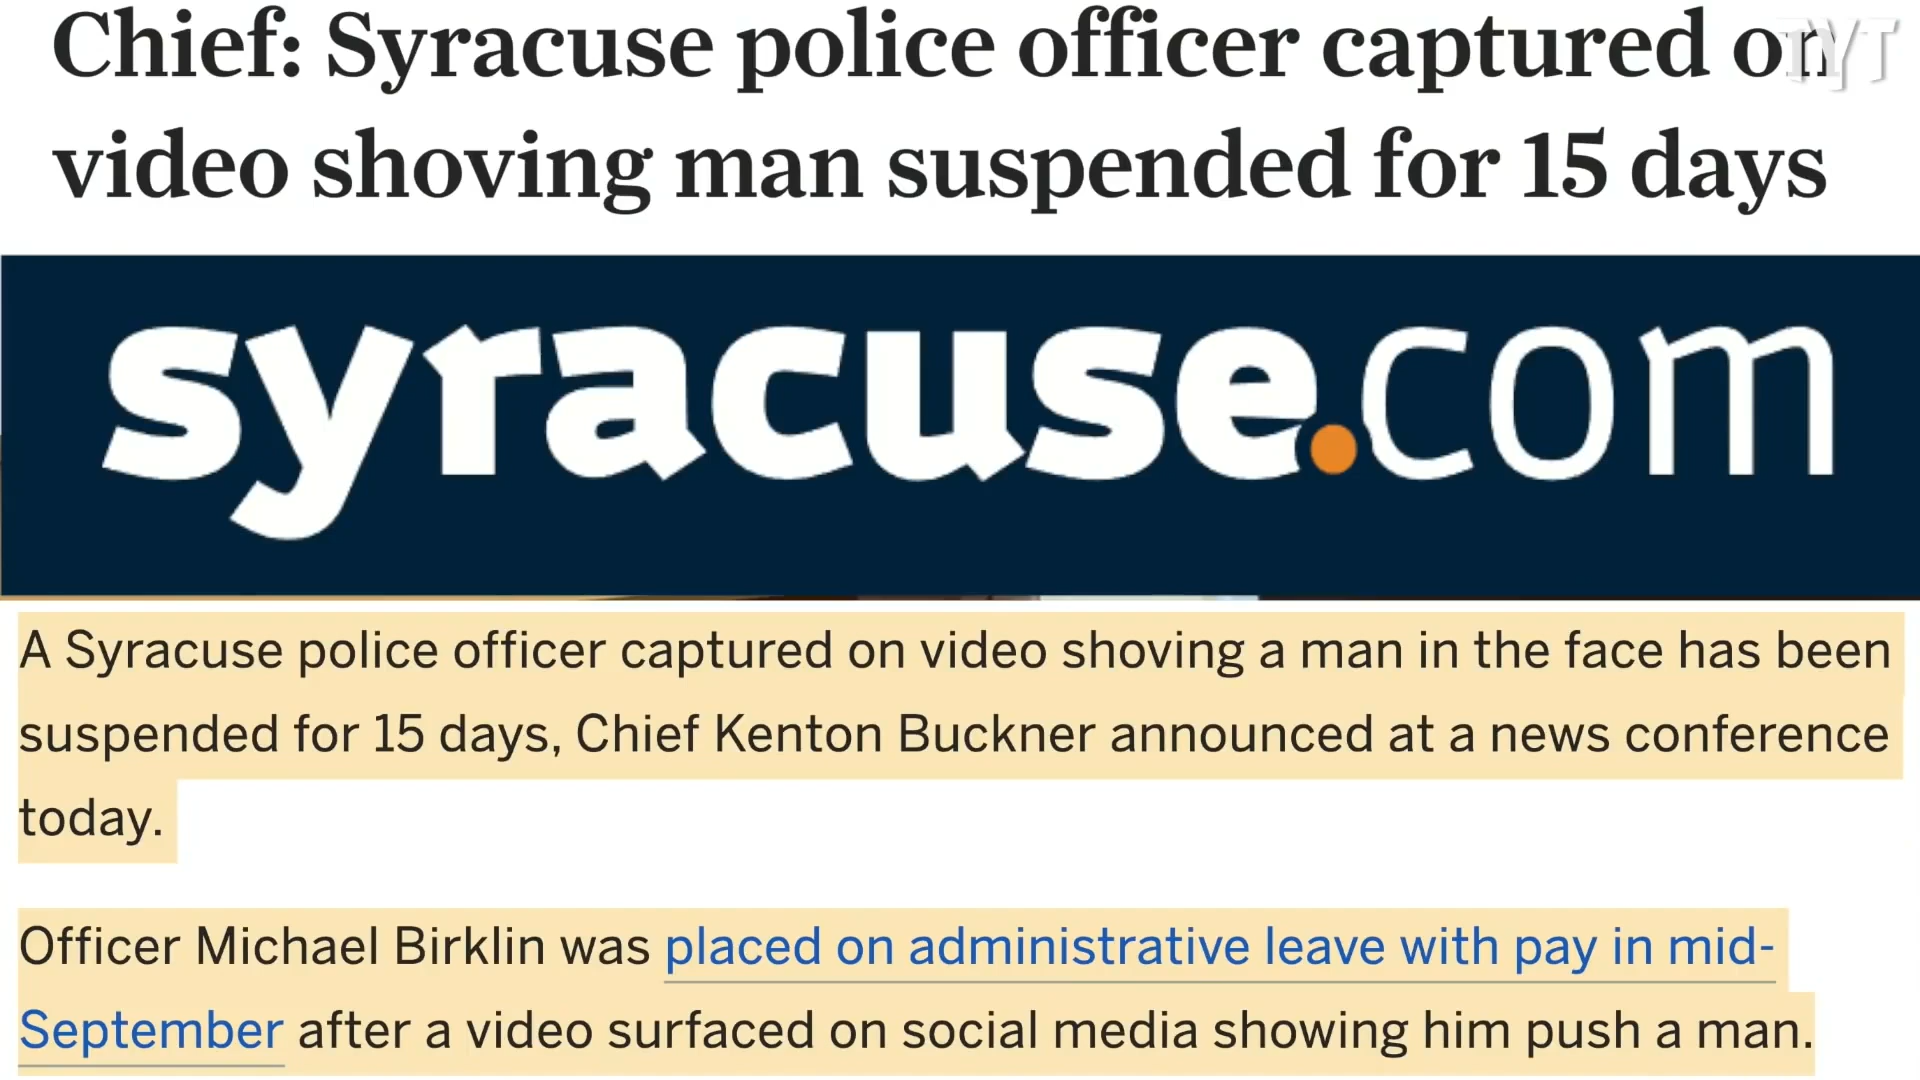 Chief: Syracuse police officer captured on
TYT
video shoving man suspended for 15 days
syracuse.com
A Syracuse police officer captured on video shoving a man in the face has been
suspended for 15 days, Chief Kenton Buckner announced at a news conference
today.
Officer Michael Birklin was placed on administrative leave with pay in mid-
September after a video surfaced on social media showing him push a man.